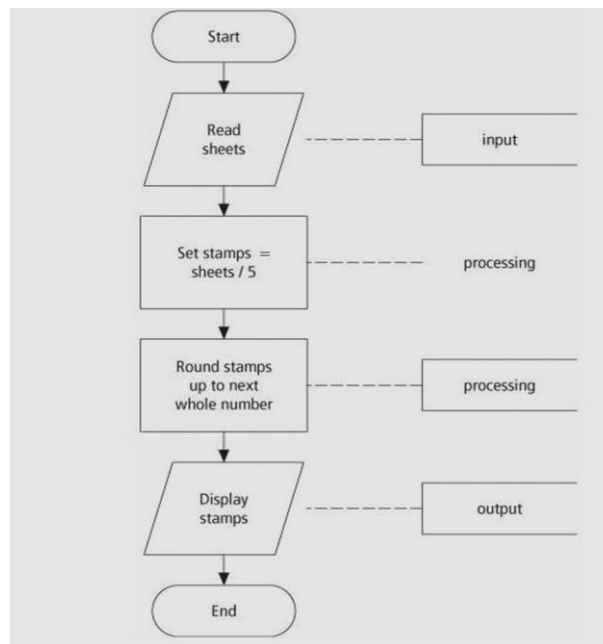 Start
Read
sheets
input
Set stamps =
sheets / 5
processing
Round stamps
up to next
whole number
processing
Display
stamps
output
End